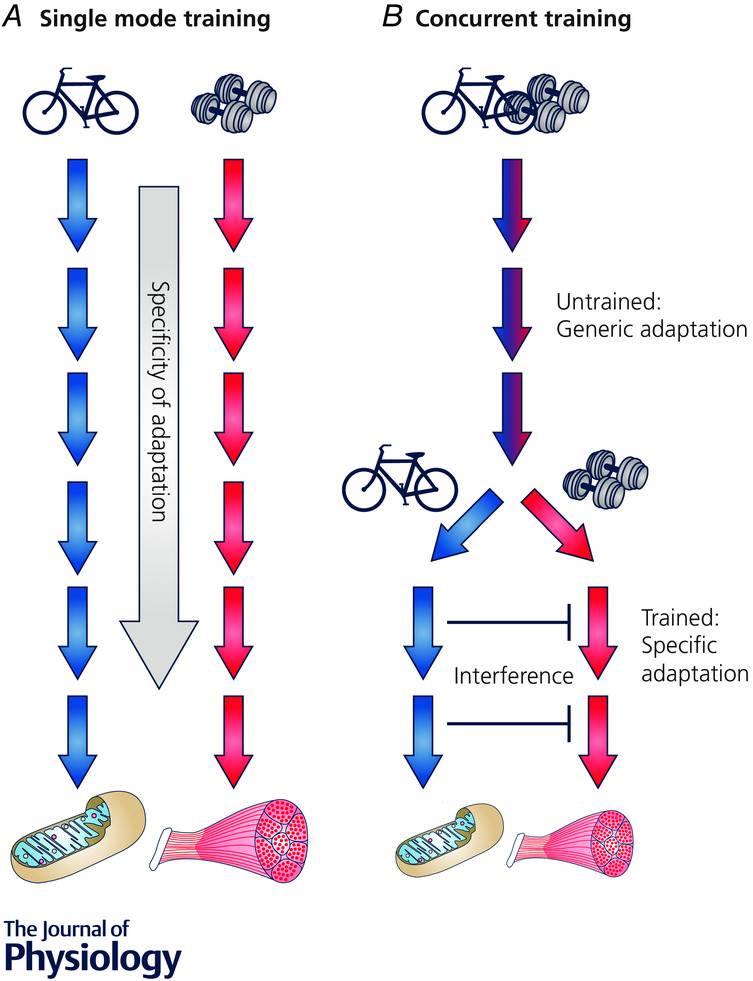 A Single mode training
B Concurrent training
Specificity of adaptation
Untrained:
Generic adaptation
Trained:
Specific
adaptation
Interference
The Journal of
Physiology